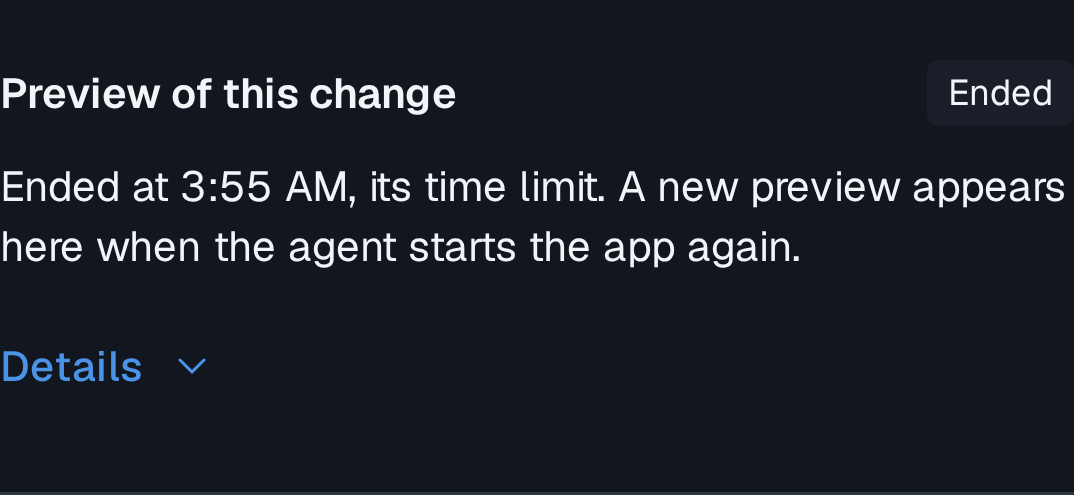 Preview of this change
Ended
Ended at 3:55 AM, its time limit. A new preview appears
here when the agent starts the app again.
Details